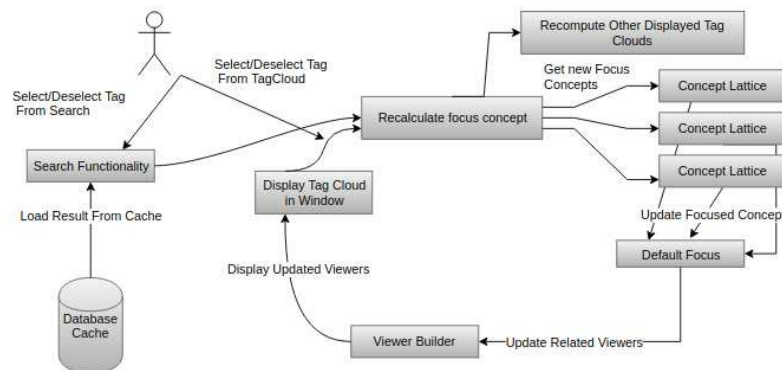 Recompute Other Displayed Tag
Clouds
Select/Deselect Tag
From TagCloud
Get new Focus
Concepts
Concept Lattice
Select/Deselect Tag
From Search
Recalculate focus concept
Concept Lattice
Search Functionality
Concept Lattice
Display Tag Cloud
in Window
Load Result From Cache
Update Focused Concep
Default Focus
Display Updated Viewers
Database
Cache
Viewer Builder
Update Related Viewers